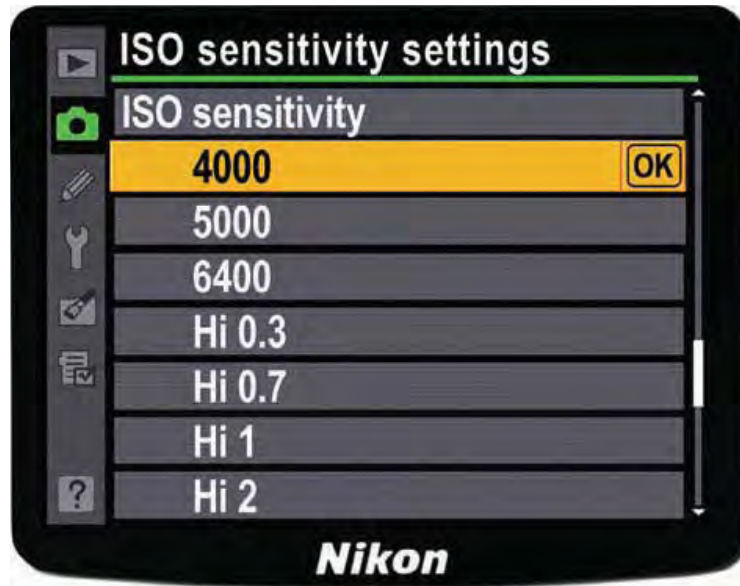 ISO sensitivity settings
ISO sensitivity
4000 OK
5000
6400
Hi 0.3
Hi 0.7
Hi 1
Hi 2
?
Nikon